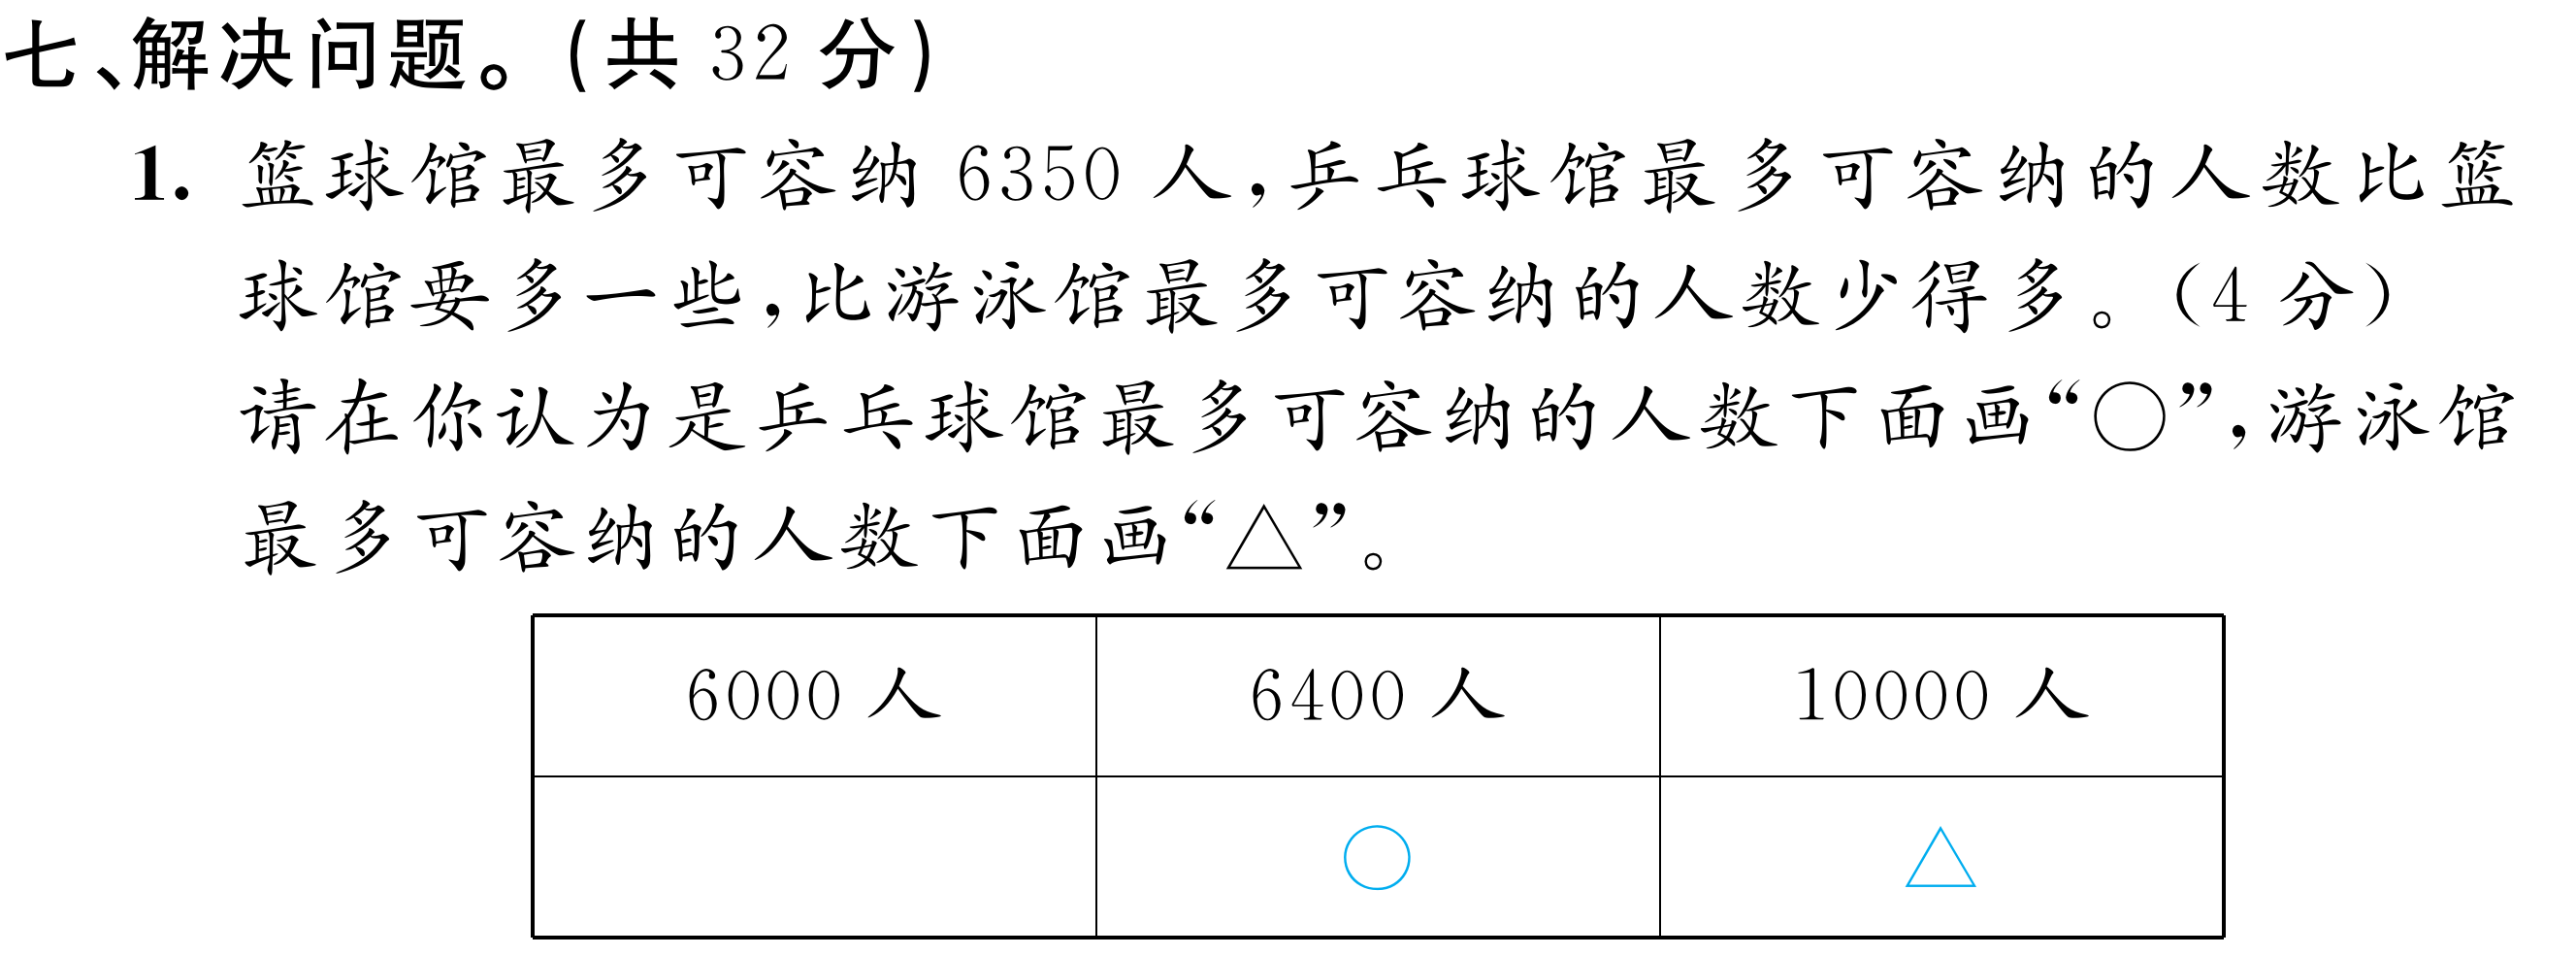 七、解决问题。(共 32 分)
1. 篮球馆最多可容纳 6350 人,乒乓球馆最多可容纳的人数比篮
球馆要多一些,比游泳馆最多可容纳的人数少得多。(4 分)
请在你认为是乒乓球馆最多可容纳的人数下面画“○”,游泳馆
最多可容纳的人数下面画“△”。
6000 人 6400 人 10000 人
○ △